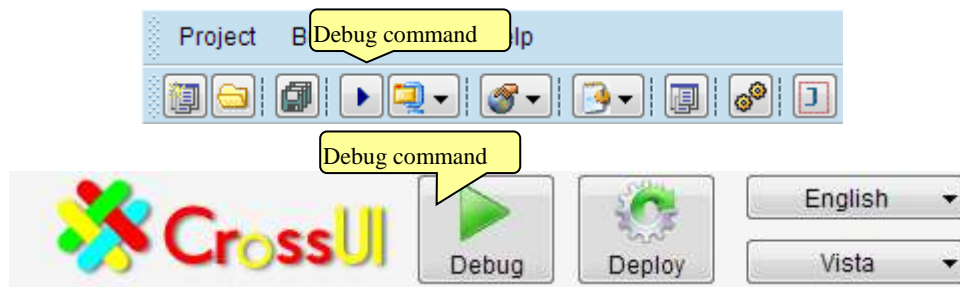 Project B
Debug command
lp
Debug command
CrossUI
Debug
Deploy
English
Vista